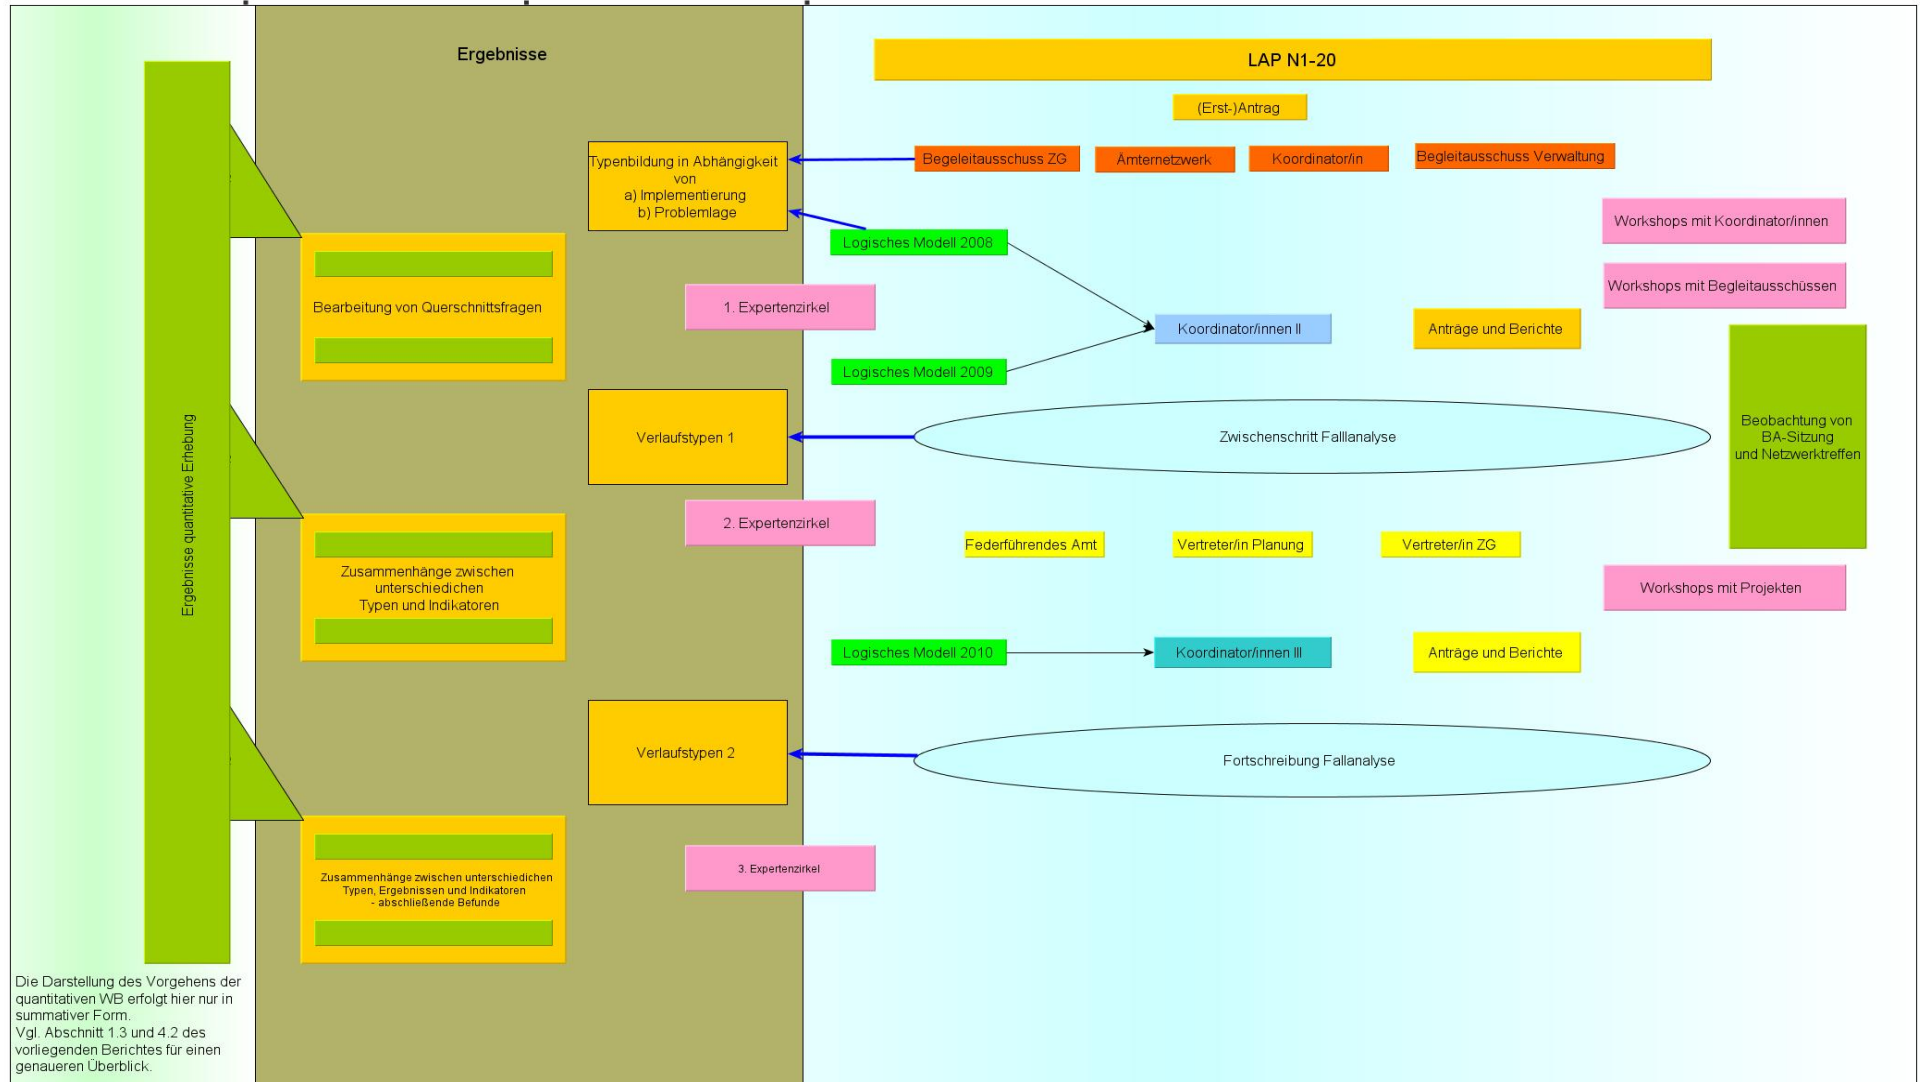 Ergebnisse
LAP N1-20
(Erst-)Antrag
Typenbildung in Abhängigkeit
von
a) Implementierung
b) Problemlage
Begeleitausschuss ZG
Ämternetzwerk
Koordinator/in
Begleitausschuss Verwaltung
Workshops mit Koordinator/innen
Logisches Modell 2008
Workshops mit Begleitausschüssen
Bearbeitung von Querschnittsfragen
1. Expertenzirkel
Koordinator/innen II
Anträge und Berichte
Logisches Modell 2009
Ergebnisse quantitative Erhebung
Verlaufstypen 1
Zwischenschritt Falllanalyse
Beobachtung von
BA-Sitzung
und Netzwerktreffen
2. Expertenzirkel
Federführendes Amt
Vertreter/in Planung
Vertreter/in ZG
Zusammenhänge zwischen
unterschiedichen
Typen und Indikatoren
Workshops mit Projekten
Logisches Modell 2010
Koordinator/innen III
Anträge und Berichte
Verlaufstypen 2
Fortschreibung Fallanalyse
3. Expertenzirkel
Zusammenhänge zwischen unterschiedichen
Typen, Ergebnissen und Indikatoren
- abschließende Befunde
Die Darstellung des Vorgehens der
quantitativen WB erfolgt hier nur in
summativer Form.
Vgl. Abschnitt 1.3 und 4.2 des
vorliegenden Berichtes für einen
genaueren Überblick.